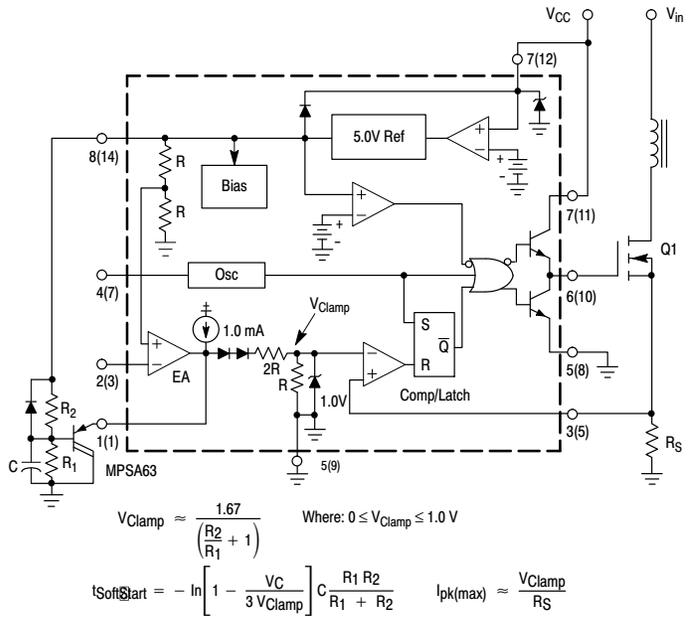 VCC
Vin
7(12)
5.0V Ref
+
-
+
-
8(14)
R
Bias
R
+
-
+
-
7(11)
Q1
4(7)
Osc
6(10)
VClamp
1.0 mA
S
Q
R
+
-
EA
2R
R
1.0V
-
+
Comp/Latch
2(3)
5(8)
R2
1(1)
3(5)
C
R1
MPSA63
5(9)
RS
VClamp ≈ 1.67 / (R2/R1 + 1) Where: 0 ≤ VClamp ≤ 1.0 V
tSoftStart = - ln[1 - VC / 3 VClamp] C R1 R2 / R1 + R2 Ipk(max) ≈ VClamp / RS